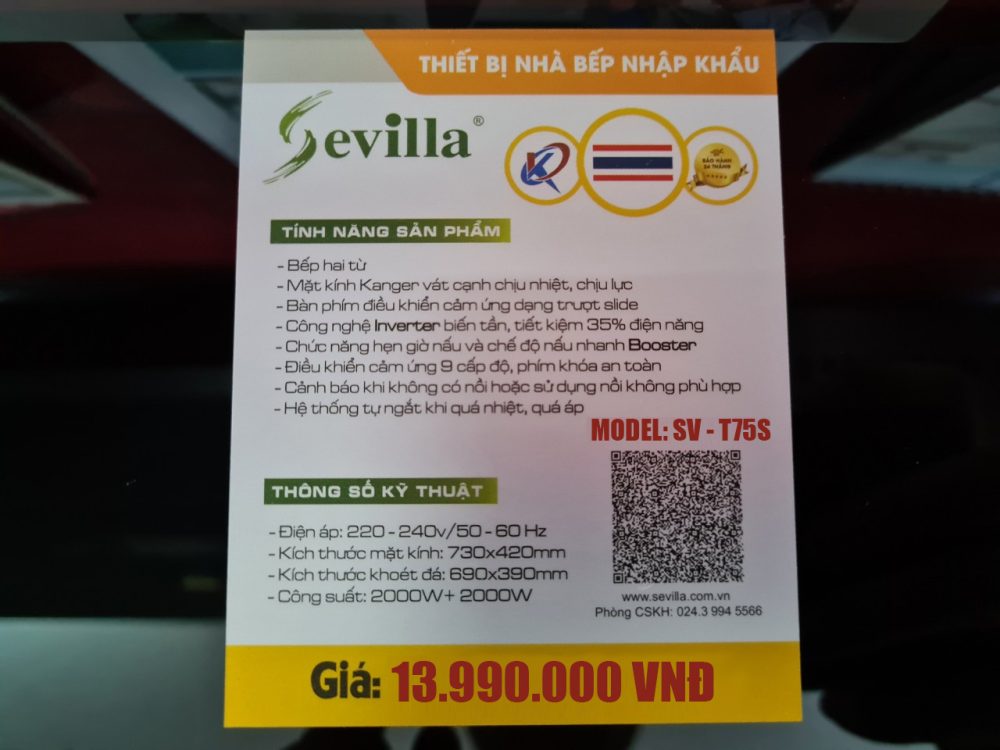 THIẾT BỊ NHÀ BẾP NHẬP KHẨU
Sevilla®
K
BẢO HÀNH
24 THÁNG
TÍNH NĂNG SẢN PHẨM
- Bếp hai từ
- Mặt kính Kanger vát cạnh chịu nhiệt, chịu lực
- Bàn phím điều khiển cảm ứng dạng trượt slide
- Công nghệ Inverter biến tần, tiết kiệm 35% điện năng
- Chức năng hẹn giờ nấu và chế độ nấu nhanh Booster
- Điều khiển cảm ứng 9 cấp độ, phím khóa an toàn
- Cảnh báo khi không có nồi hoặc sử dụng nồi không phù hợp
- Hệ thống tự ngắt khi quá nhiệt, quá áp
MODEL: SV - T75S
THÔNG SỐ KỸ THUẬT
- Điện áp: 220 - 240v/50 - 60 Hz
- Kích thước mặt kính: 730x420mm
- Kích thước khoét đá: 690x390mm
- Công suất: 2000W+ 2000W
www.sevilla.com.vn
Phòng CSKH: 024.3 994 5566
Giá: 13.990.000 VNĐ